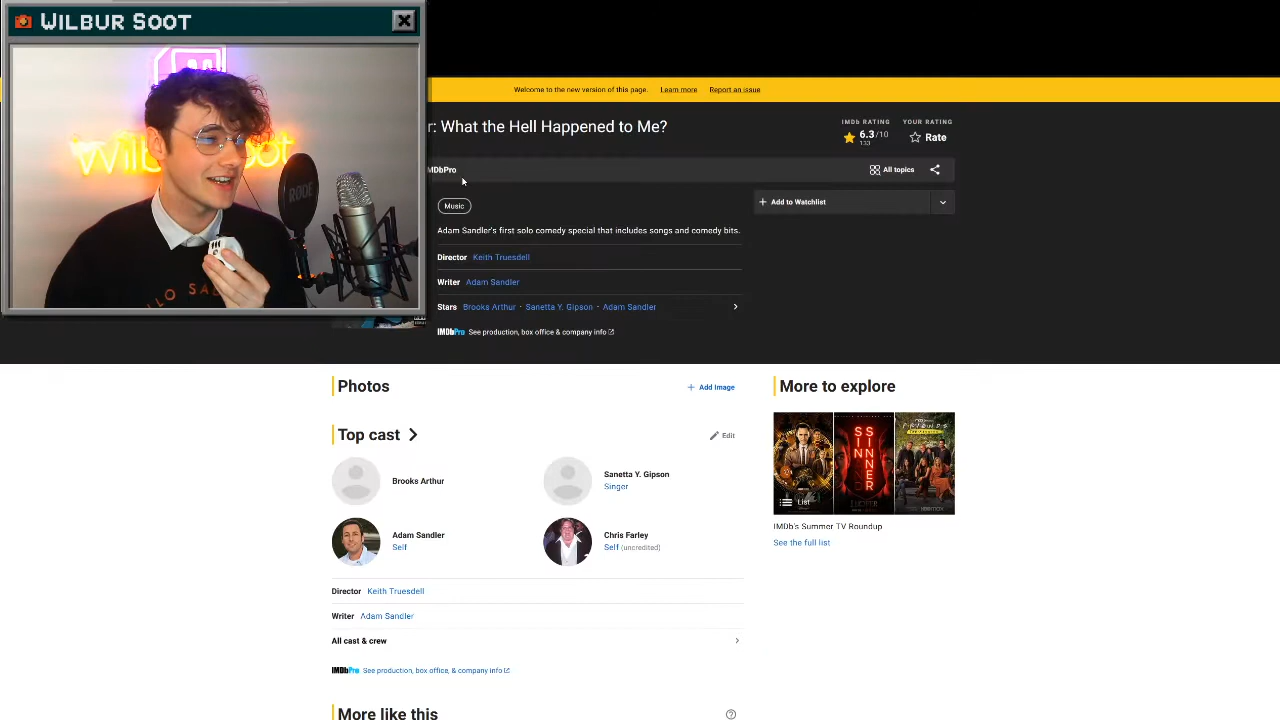 WILBUR SOOT
Welcome to the new version of this page. Learn more Report an issue
r: What the Hell Happened to Me?
IMDb RATING
6.3/10
133
YOUR RATING
Rate
MDbPro
All topics
Music
+ Add to Watchlist
Adam Sandler's first solo comedy special that includes songs and comedy bits.
Director Keith Truesdell
Writer Adam Sandler
Stars Brooks Arthur · Sanetta Y. Gipson · Adam Sandler
IMDbPro See production, box office & company info
RODE
Photos
+ Add Image
Top cast
Edit
Brooks Arthur
Sanetta Y. Gipson
Singer
Adam Sandler
Self
Chris Farley
Self (uncredited)
Director Keith Truesdell
Writer Adam Sandler
All cast & crew
IMDbPro See production, box office, & company info
More like this
More to explore
SINNER
SINNER
FRIENDS
List
IMDb's Summer TV Roundup
See the full list